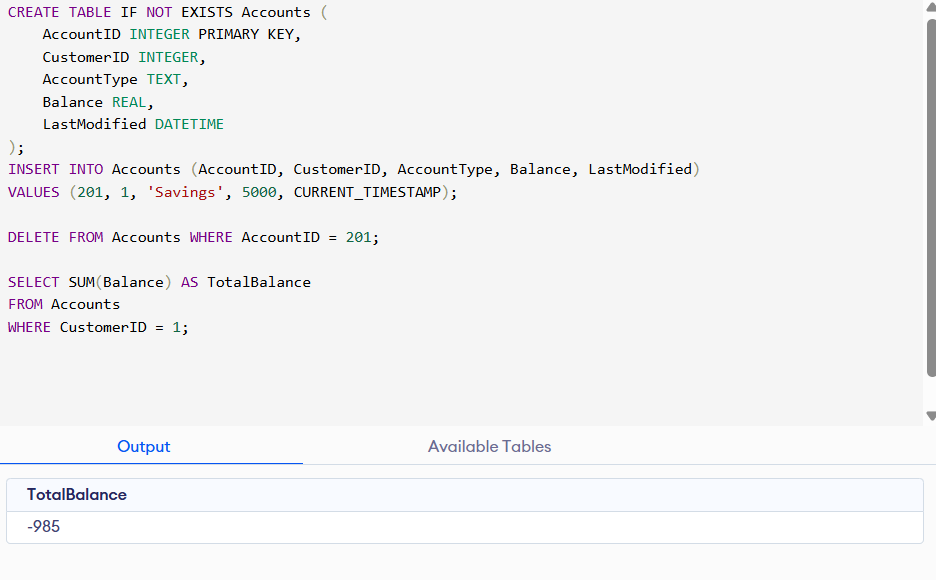 CREATE TABLE IF NOT EXISTS Accounts (
    AccountID INTEGER PRIMARY KEY,
    CustomerID INTEGER,
    AccountType TEXT,
    Balance REAL,
    LastModified DATETIME
);
INSERT INTO Accounts (AccountID, CustomerID, AccountType, Balance, LastModified)
VALUES (201, 1, 'Savings', 5000, CURRENT_TIMESTAMP);
DELETE FROM Accounts WHERE AccountID = 201;
SELECT SUM(Balance) AS TotalBalance
FROM Accounts
WHERE CustomerID = 1;
Output Available Tables
TotalBalance
-985